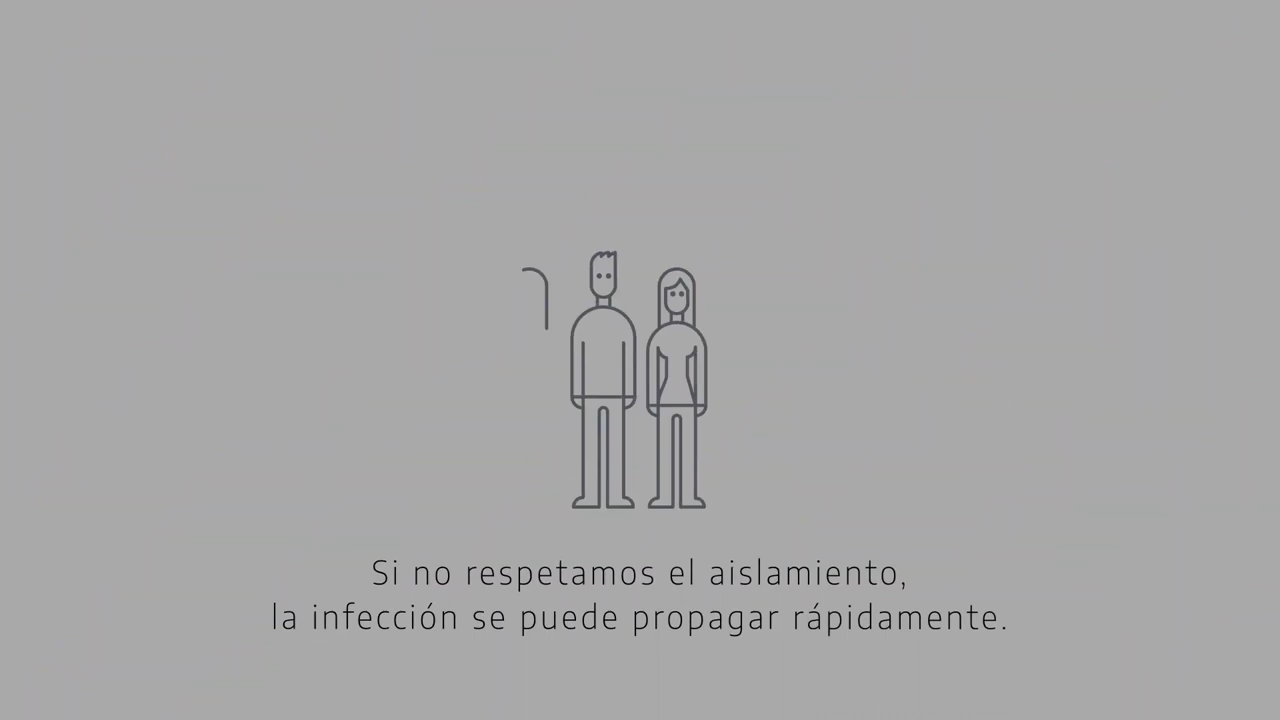 Si no respetamos el aislamiento,
la infección se puede propagar rápidamente.